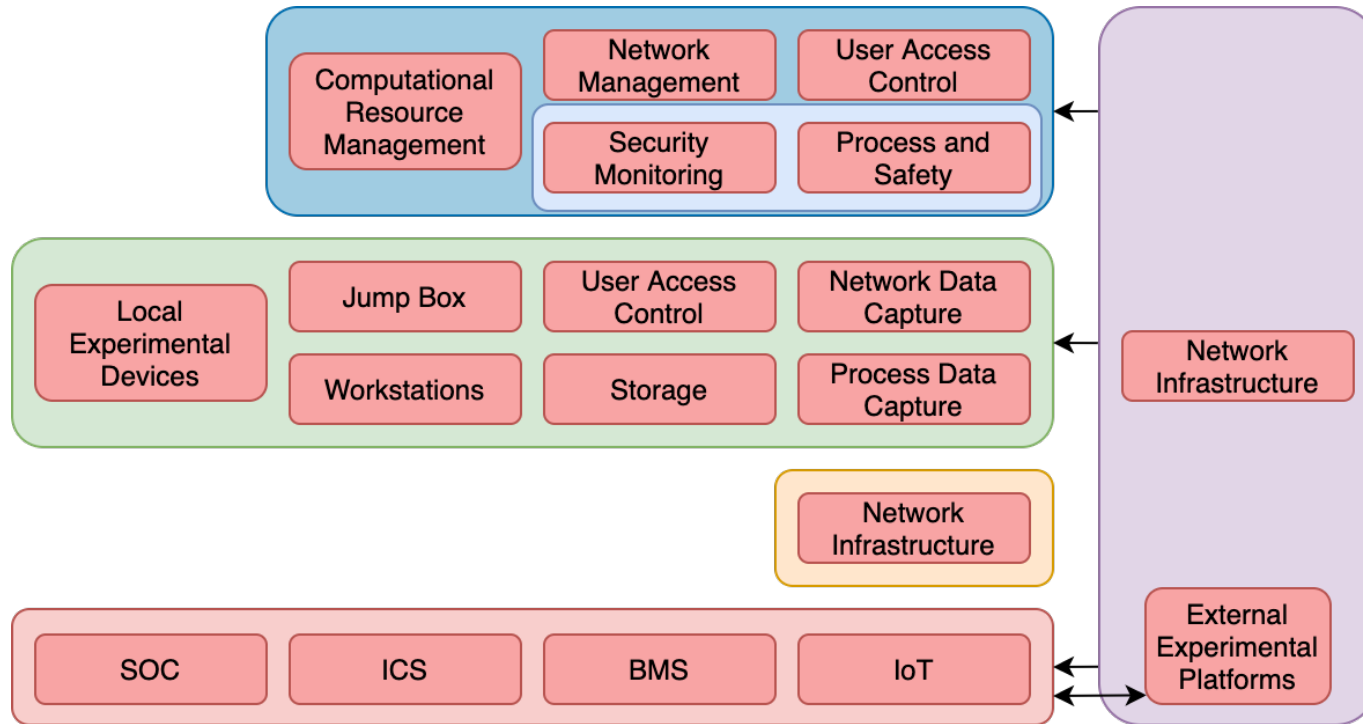 Computational
Resource
Management
Network
Management
User Access
Control
Security
Monitoring
Process and
Safety
Local
Experimental
Devices
Jump Box
User Access
Control
Network Data
Capture
Workstations
Storage
Process Data
Capture
Network
Infrastructure
Network
Infrastructure
SOC
ICS
BMS
IoT
External
Experimental
Platforms